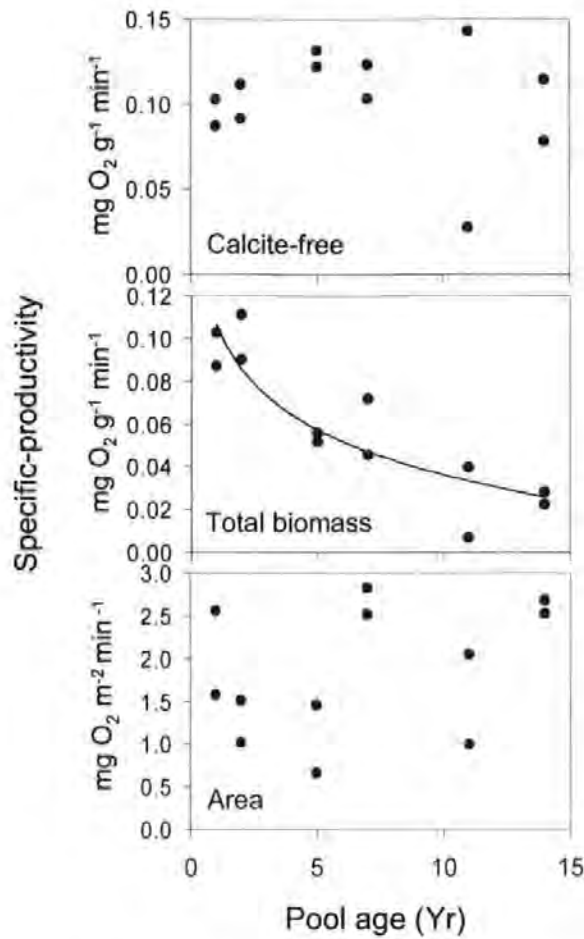 Specific-productivity
mg O₂ g⁻¹ min⁻¹
0.15
0.10
0.05
0.00
Calcite-free
mg O₂ g⁻¹ min⁻¹
0.12
0.10
0.08
0.06
0.04
0.02
0.00
Total biomass
mg O₂ m⁻² min⁻¹
3.0
2.5
2.0
1.5
1.0
0.5
0.0
Area
0 5 10 15
Pool age (Yr)